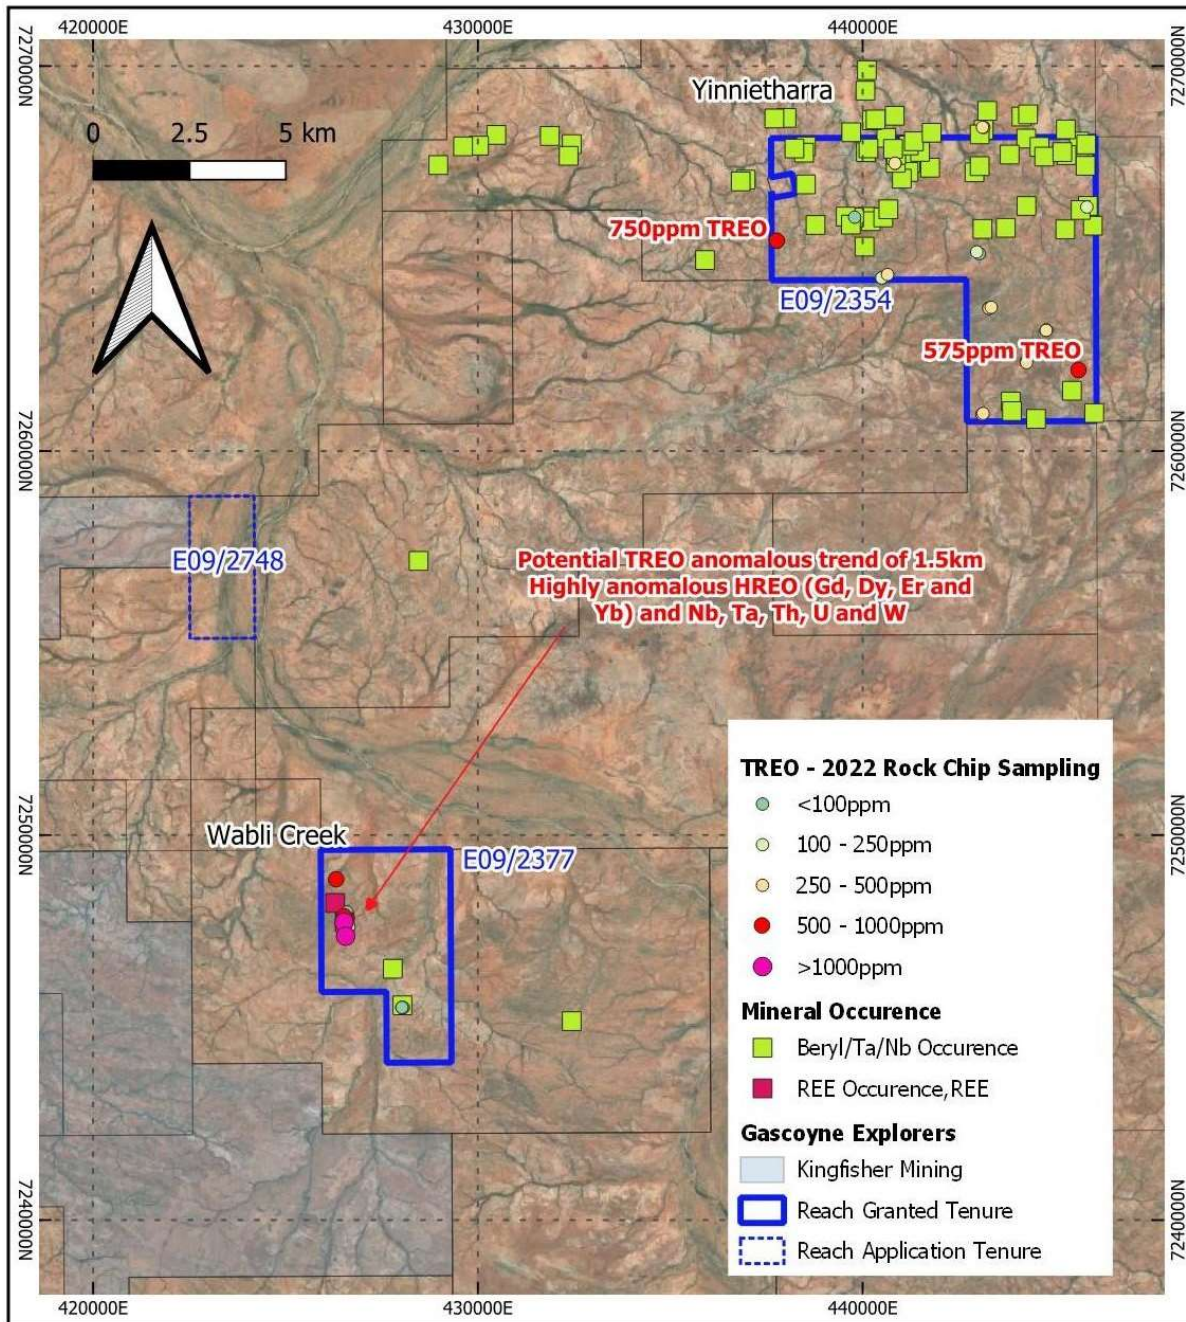 420000E
430000E
440000E
7270000N
7270000N
Yinnietharra
0
2.5
5 km
750ppm TREO
E09/2354
575ppm TREO
7260000N
7260000N
E09/2748
Potential TREO anomalous trend of 1.5km
Highly anomalous HREO (Gd, Dy, Er and
Yb) and Nb, Ta, Th, U and W
7250000N
7250000N
Wabli Creek
E09/2377
TREO - 2022 Rock Chip Sampling
<100ppm
100 - 250ppm
250 - 500ppm
500 - 1000ppm
>1000ppm
Mineral Occurence
Beryl/Ta/Nb Occurence
REE Occurence,REE
Gascoyne Explorers
Kingfisher Mining
Reach Granted Tenure
Reach Application Tenure
7240000N
7240000N
420000E
430000E
440000E